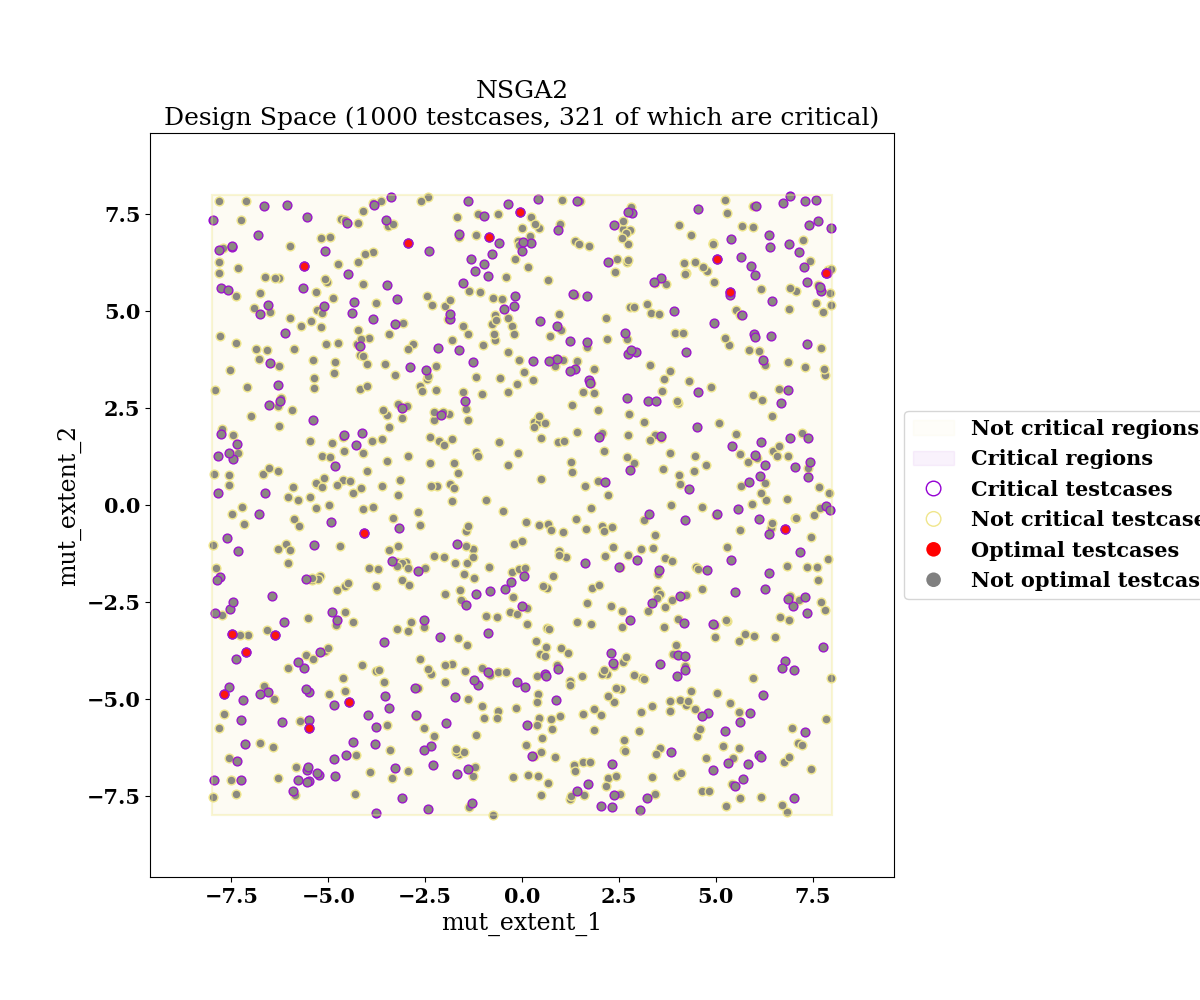 NSGA2
Design Space (1000 testcases, 321 of which are critical)
7.5
5.0
2.5
0.0
−2.5
−5.0
−7.5
mut_extent_2
−7.5 −5.0 −2.5 0.0 2.5 5.0 7.5
mut_extent_1
Not critical regions
Critical regions
Critical testcases
Not critical testcase
Optimal testcases
Not optimal testcas